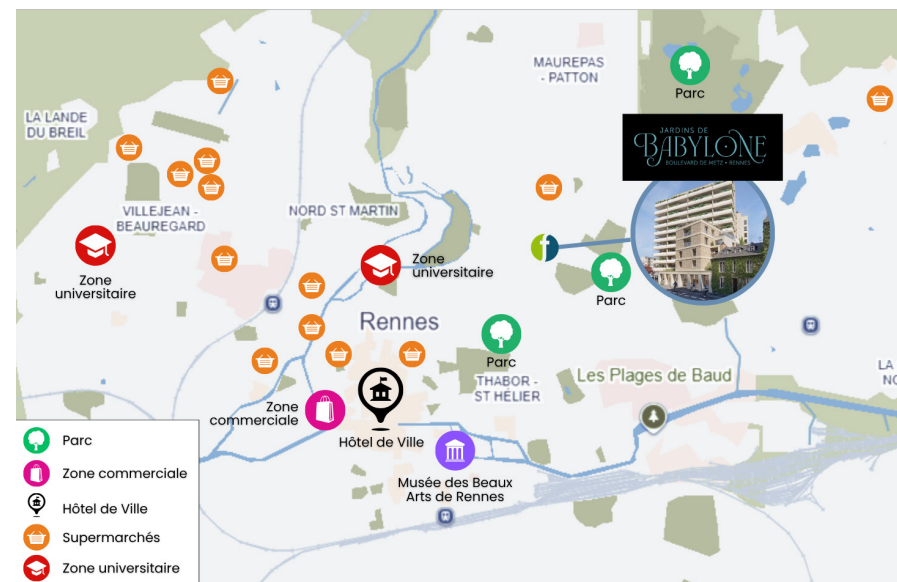 MAUREPAS
- PATTON
Parc
LA LANDE
DU BREIL
JARDINS DE
BABYLONE
BOULEVARD DE METZ • RENNES
VILLEJEAN -
BEAUREGARD
NORD ST MARTIN
Zone
universitaire
Zone
universitaire
f
Parc
Rennes
Parc
THABOR -
ST HÉLIER
Les Plages de Baud
LA
NO
Zone
commerciale
Hôtel de Ville
Musée des Beaux
Arts de Rennes
Parc
Zone commerciale
Hôtel de Ville
Supermarchés
Zone universitaire